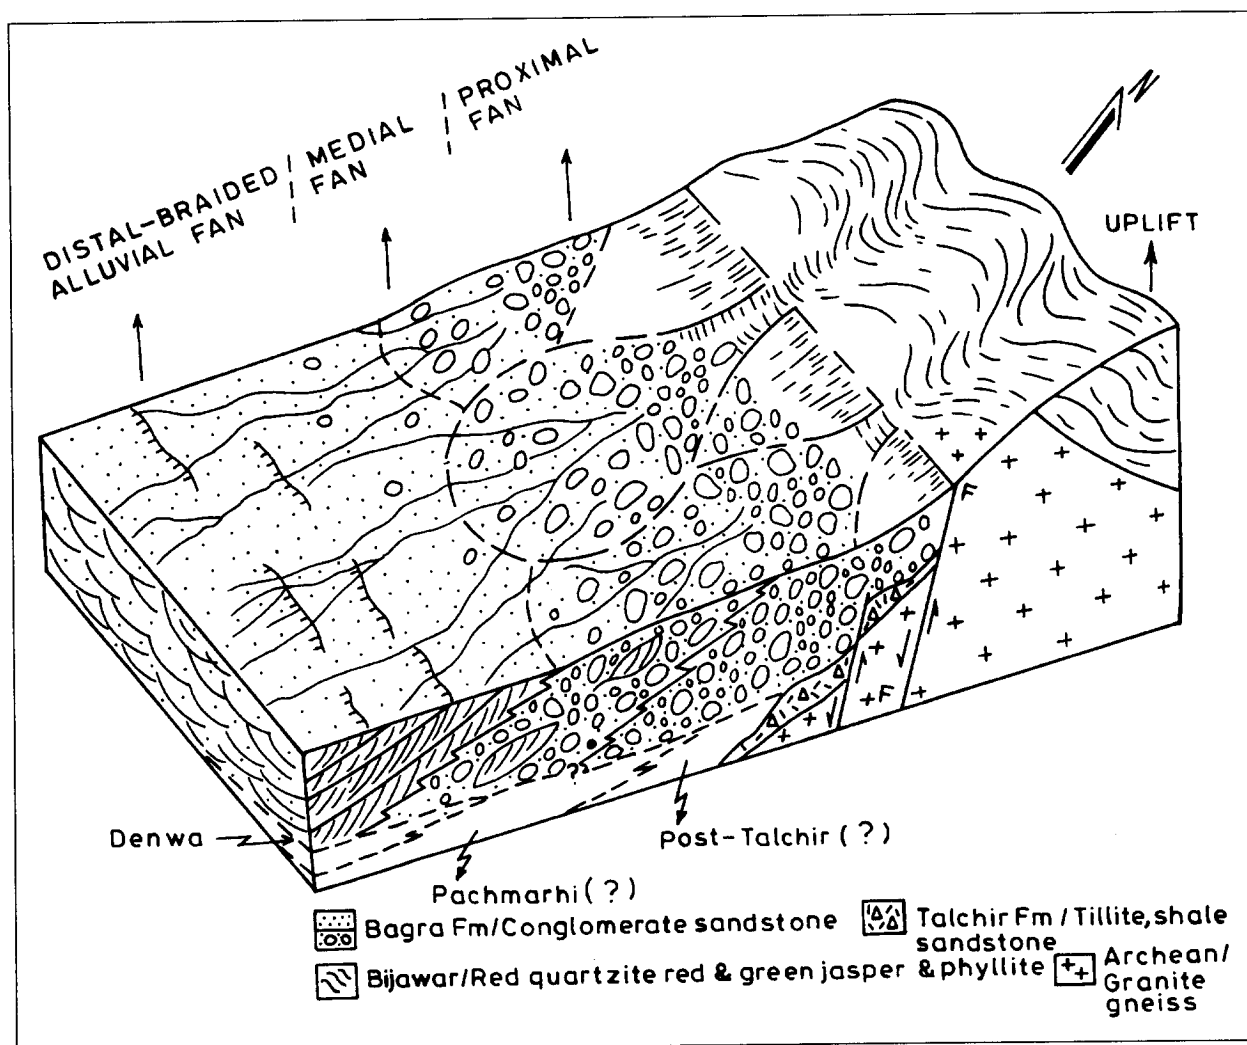 DISTAL-BRAIDED / MEDIAL / PROXIMAL
ALLUVIAL FAN / FAN / FAN
N
UPLIFT
F
F
?
Denwa
Post-Talchir (?)
Pachmarhi (?)
Bagra Fm/Conglomerate sandstone
Talchir Fm / Tillite, shale
sandstone
Bijawar/Red quartzite red & green jasper & phyllite
Archean/
Granite
gneiss